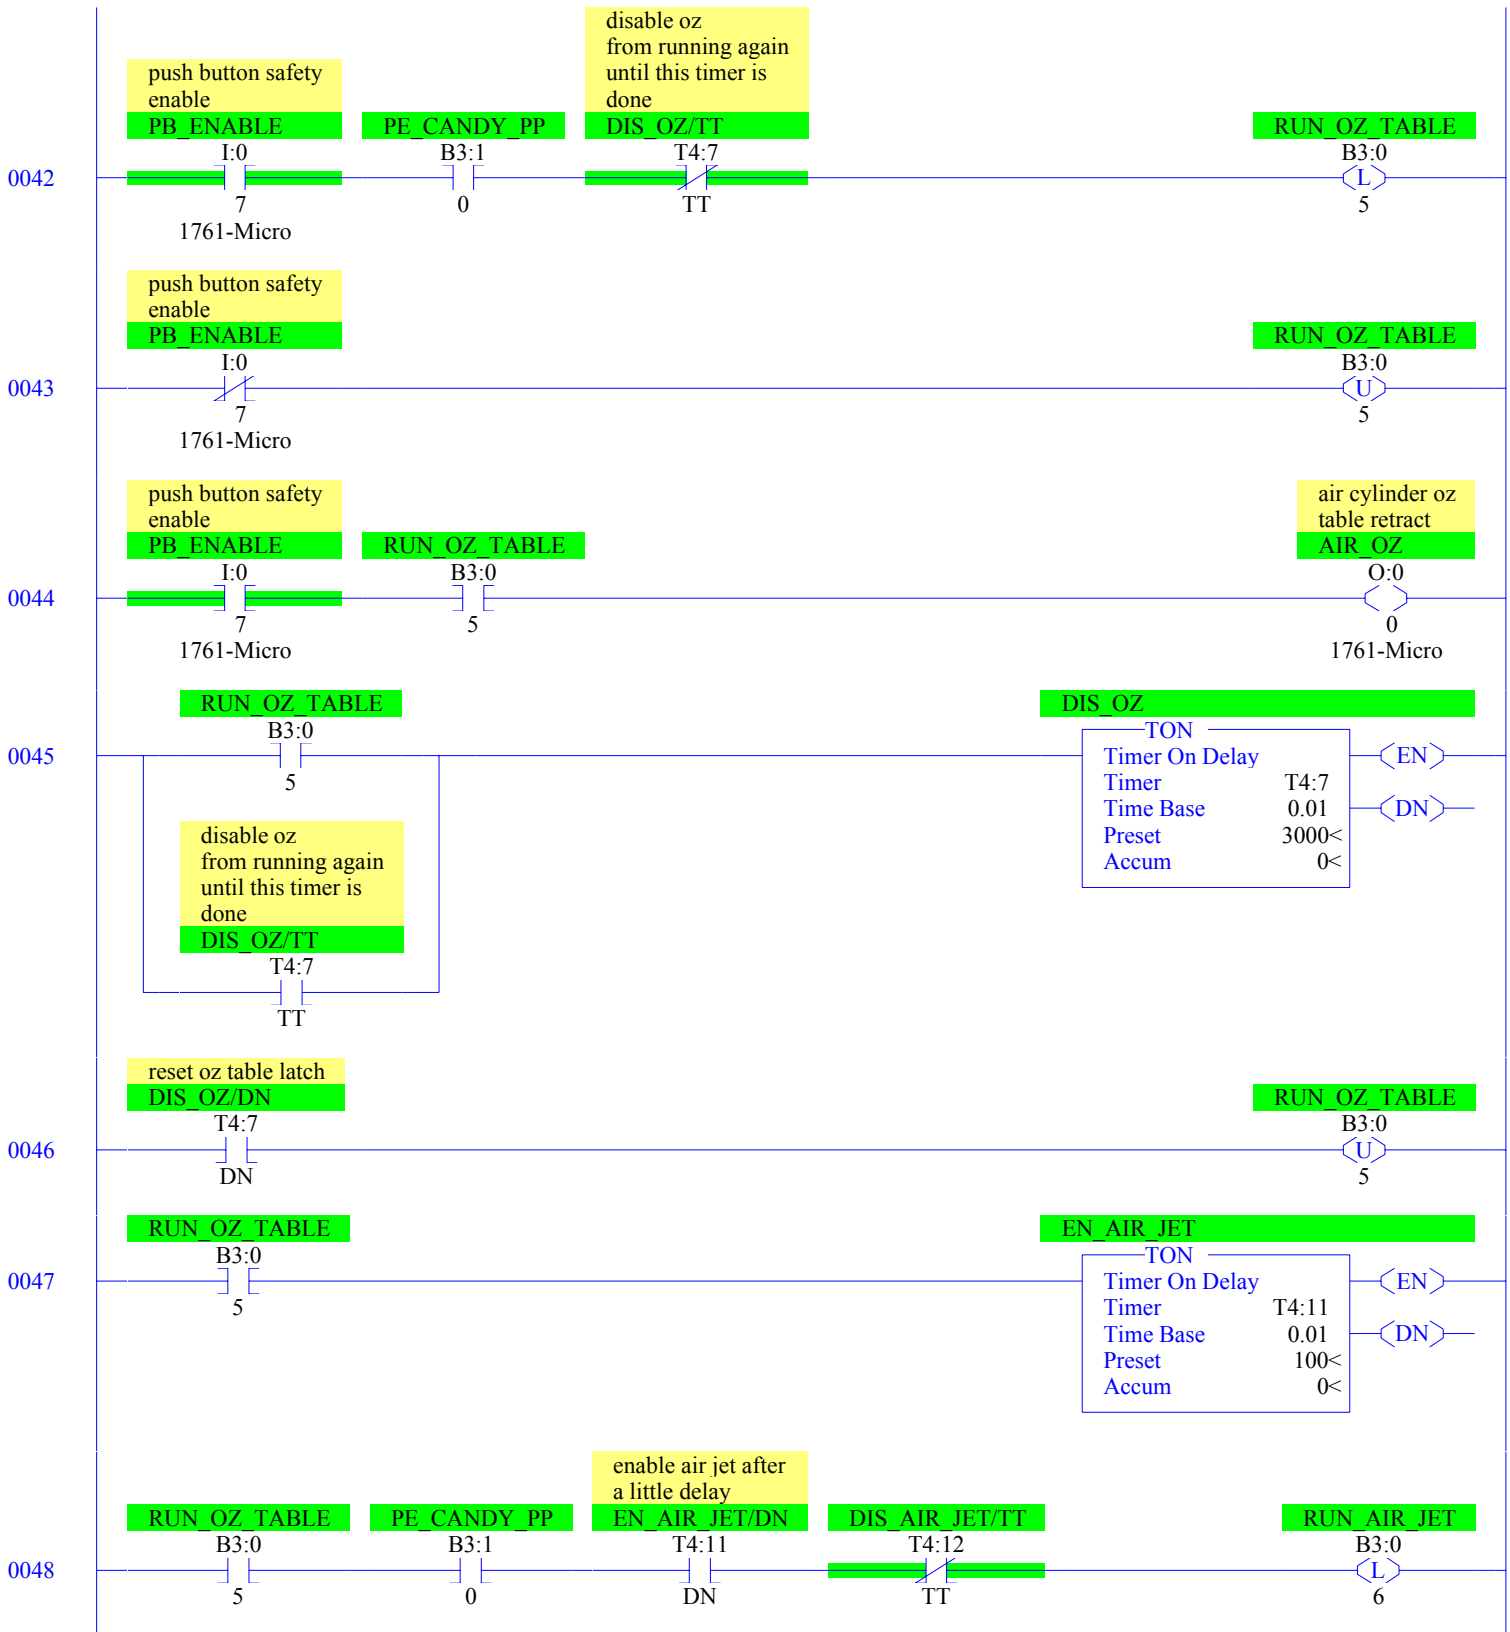 disable oz
from running again
until this timer is
done
push button safety
enable
PB_ENABLE PE_CANDY_PP DIS_OZ/TT RUN_OZ_TABLE
I:0 B3:1 T4:7 B3:0
0042 L
7 0 TT 5
1761-Micro
push button safety
enable
PB_ENABLE RUN_OZ_TABLE
I:0 B3:0
0043 U
7 5
1761-Micro
push button safety
enable
air cylinder oz
table retract
PB_ENABLE RUN_OZ_TABLE AIR_OZ
I:0 B3:0 O:0
0044
7 5 0
1761-Micro 1761-Micro
RUN_OZ_TABLE DIS_OZ
B3:0
0045
5
TON
Timer On Delay EN
Timer T4:7
Time Base 0.01 DN
Preset 3000<
Accum 0<
disable oz
from running again
until this timer is
done
DIS_OZ/TT
T4:7
TT
reset oz table latch
DIS_OZ/DN RUN_OZ_TABLE
T4:7 B3:0
0046 U
DN 5
RUN_OZ_TABLE EN_AIR_JET
B3:0
0047
5
TON
Timer On Delay EN
Timer T4:11
Time Base 0.01 DN
Preset 100<
Accum 0<
enable air jet after
a little delay
RUN_OZ_TABLE PE_CANDY_PP EN_AIR_JET/DN DIS_AIR_JET/TT RUN_AIR_JET
B3:0 B3:1 T4:11 T4:12 B3:0
0048 L
5 0 DN TT 6